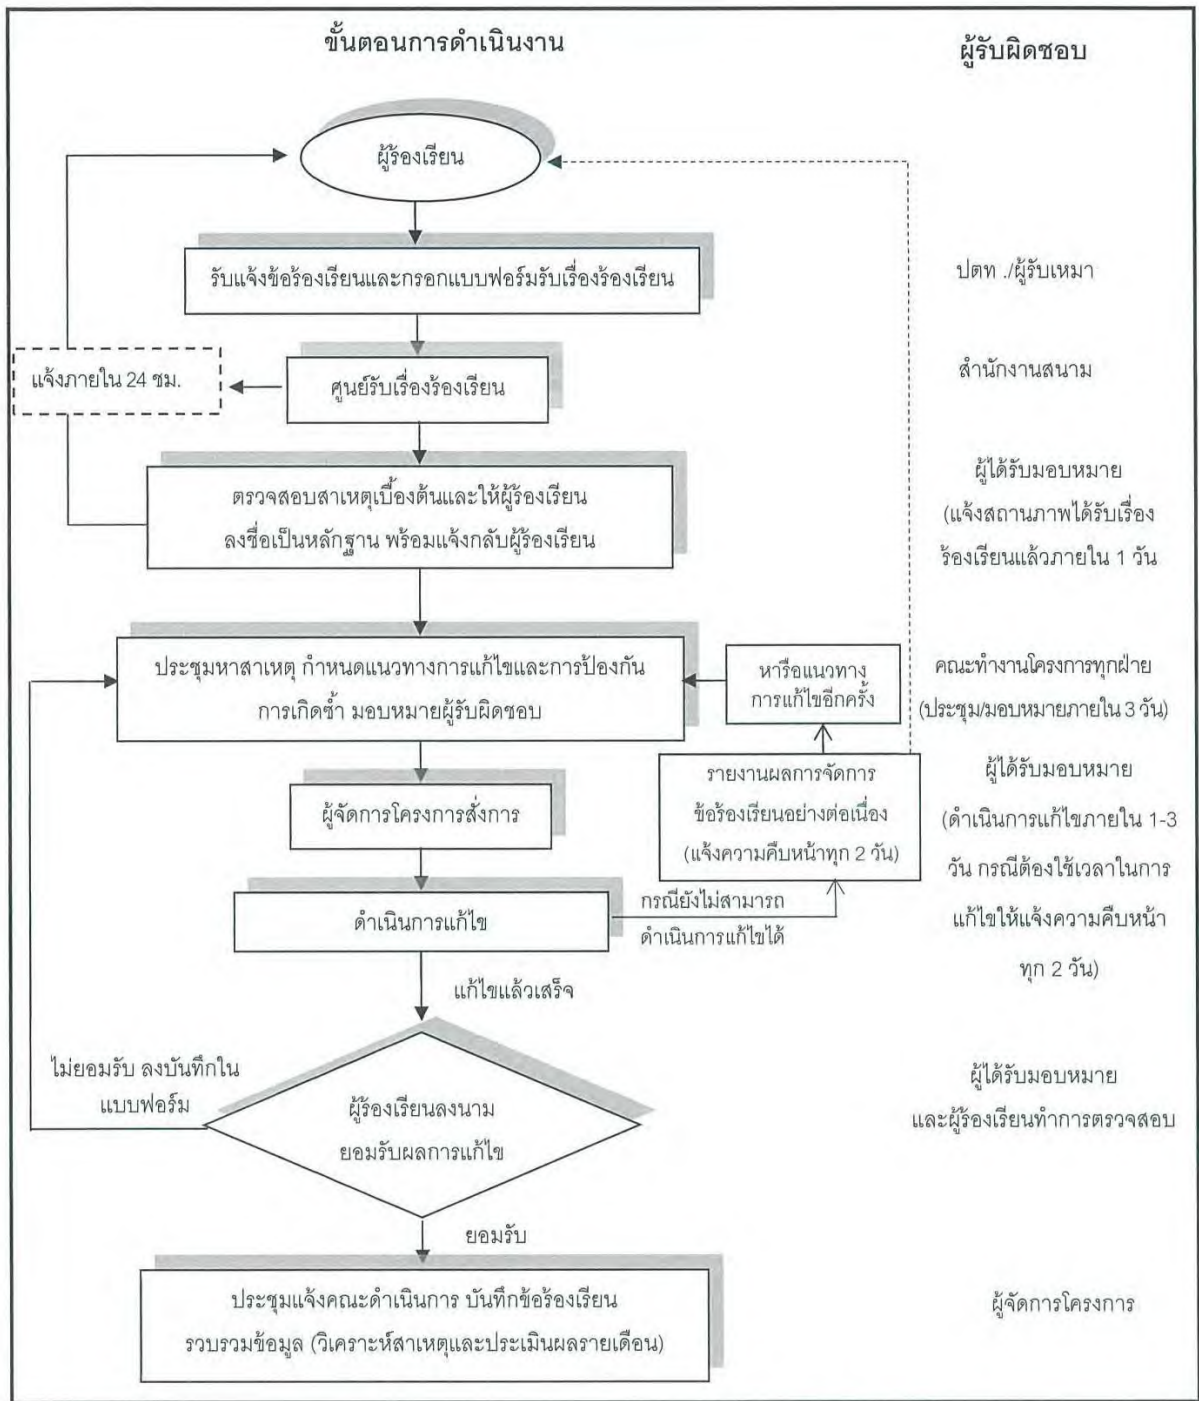 ขั้นตอนการดำเนินงาน
ผู้รับผิดชอบ
ผู้ร้องเรียน
รับแจ้งข้อร้องเรียนและกรอกแบบฟอร์มรับเรื่องร้องเรียน
ปตท ./ผู้รับเหมา
แจ้งภายใน 24 ชม.
ศูนย์รับเรื่องร้องเรียน
สำนักงานสนาม
ตรวจสอบสาเหตุเบื้องต้นและให้ผู้ร้องเรียน
ลงชื่อเป็นหลักฐาน พร้อมแจ้งกลับผู้ร้องเรียน
ผู้ได้รับมอบหมาย
(แจ้งสถานภาพได้รับเรื่อง
ร้องเรียนแล้วภายใน 1 วัน
ประชุมหาสาเหตุ กำหนดแนวทางการแก้ไขและการป้องกัน
การเกิดซ้ำ มอบหมายผู้รับผิดชอบ
หารือแนวทาง
การแก้ไขอีกครั้ง
คณะทำงานโครงการทุกฝ่าย
(ประชุม/มอบหมายภายใน 3 วัน)
ผู้จัดการโครงการสั่งการ
รายงานผลการจัดการ
ข้อร้องเรียนอย่างต่อเนื่อง
(แจ้งความคืบหน้าทุก 2 วัน)
ผู้ได้รับมอบหมาย
(ดำเนินการแก้ไขภายใน 1-3
วัน กรณีต้องใช้เวลาในการ
แก้ไขให้แจ้งความคืบหน้า
ทุก 2 วัน)
ดำเนินการแก้ไข
กรณียังไม่สามารถ
ดำเนินการแก้ไขได้
แก้ไขแล้วเสร็จ
ไม่ยอมรับ ลงบันทึกใน
แบบฟอร์ม
ผู้ร้องเรียนลงนาม
ยอมรับผลการแก้ไข
ผู้ได้รับมอบหมาย
และผู้ร้องเรียนทำการตรวจสอบ
ยอมรับ
ประชุมแจ้งคณะดำเนินการ บันทึกข้อร้องเรียน
รวบรวมข้อมูล (วิเคราะห์สาเหตุและประเมินผลรายเดือน)
ผู้จัดการโครงการ